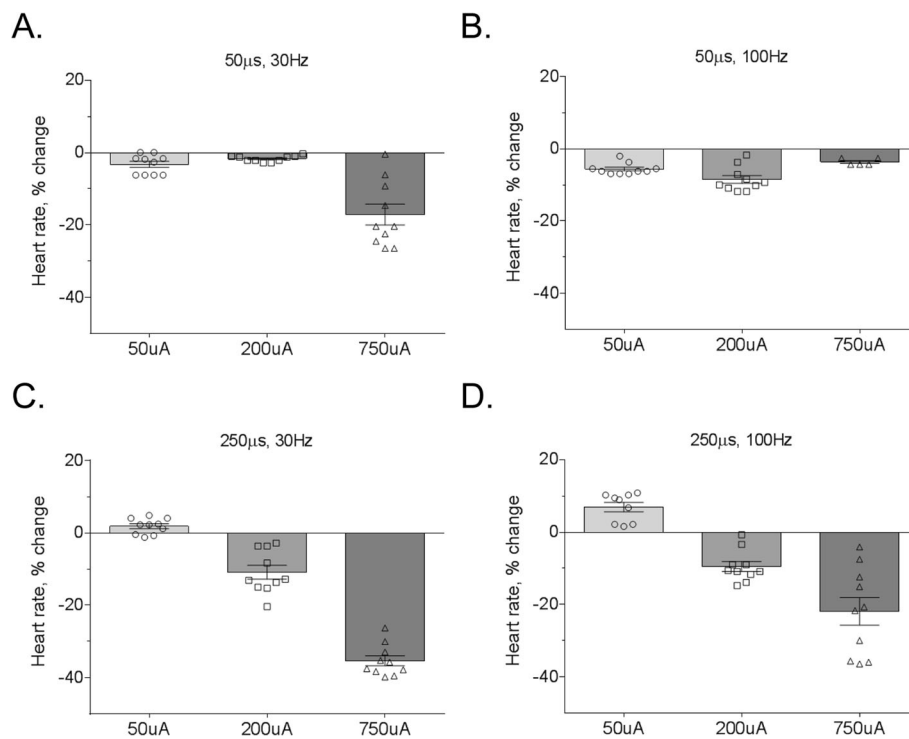 A.
50μs, 30Hz
Heart rate, % change
20
0
-20
-40
50uA 200uA 750uA
B.
50μs, 100Hz
Heart rate, % change
20
0
-20
-40
50uA 200uA 750uA
C.
250μs, 30Hz
Heart rate, % change
20
0
-20
-40
50uA 200uA 750uA
D.
250μs, 100Hz
Heart rate, % change
20
0
-20
-40
50uA 200uA 750uA